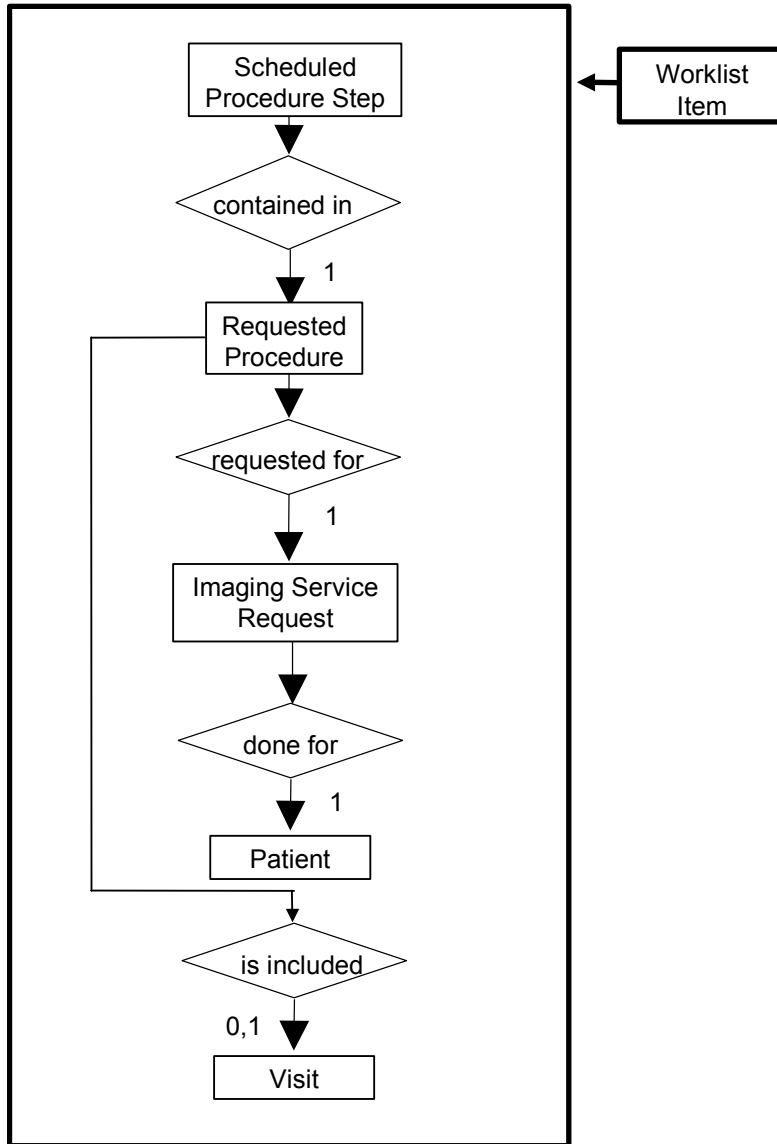 Scheduled
Procedure Step
Worklist
Item
contained in
1
Requested
Procedure
requested for
1
Imaging Service
Request
done for
1
Patient
is included
0,1
Visit